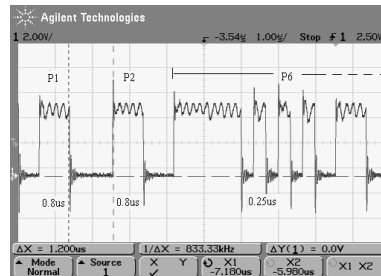 Agilent Technologies
1 2.00V/ -3.54s 1.00s/ Stop 1 2.50V
P1 P2 P6
0.8us 0.8us 0.25us
ΔX = 1.200us 1/ΔX = 833.33kHz ΔY(1) = 0.0V
Mode Source X Y X1 X2 X1 X2
Normal 1 ✓ -7.180us -5.980us